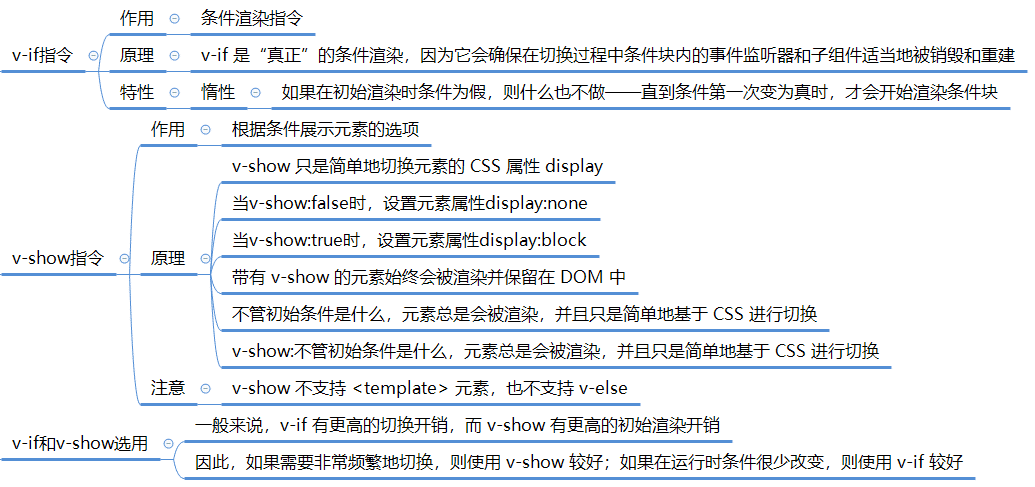 v-if指令
作用
条件渲染指令
原理
v-if 是“真正”的条件渲染，因为它会确保在切换过程中条件块内的事件监听器和子组件适当地被销毁和重建
特性
惰性
如果在初始渲染时条件为假，则什么也不做——直到条件第一次变为真时，才会开始渲染条件块
v-show指令
作用
根据条件展示元素的选项
原理
v-show 只是简单地切换元素的 CSS 属性 display
当v-show:false时，设置元素属性display:none
当v-show:true时，设置元素属性display:block
带有 v-show 的元素始终会被渲染并保留在 DOM 中
不管初始条件是什么，元素总是会被渲染，并且只是简单地基于 CSS 进行切换
v-show:不管初始条件是什么，元素总是会被渲染，并且只是简单地基于 CSS 进行切换
注意
v-show 不支持 <template> 元素，也不支持 v-else
v-if和v-show选用
一般来说，v-if 有更高的切换开销，而 v-show 有更高的初始渲染开销
因此，如果需要非常频繁地切换，则使用 v-show 较好；如果在运行时条件很少改变，则使用 v-if 较好